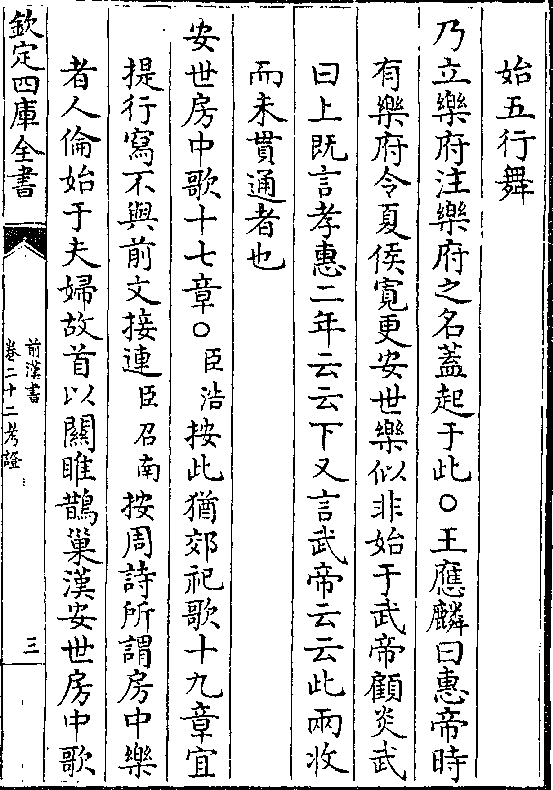 始五行舞
乃立樂府注樂府之名蓋起于此○王應麟曰惠帝時
有樂府令夏侯寛更安世樂似非始于武帝顧炎武
曰上既言孝惠二年云云下又言武帝云云此兩收
而未貫通者也
安世房中歌十七章○臣浩按此猶郊祀歌十九章宜
提行寫不與前文接連臣召南按周詩所謂房中樂
者人倫始于夫婦故首以關雎鵲巢漢安世房中歌
欽定四庫全書
前漢書
卷二十二考證
三